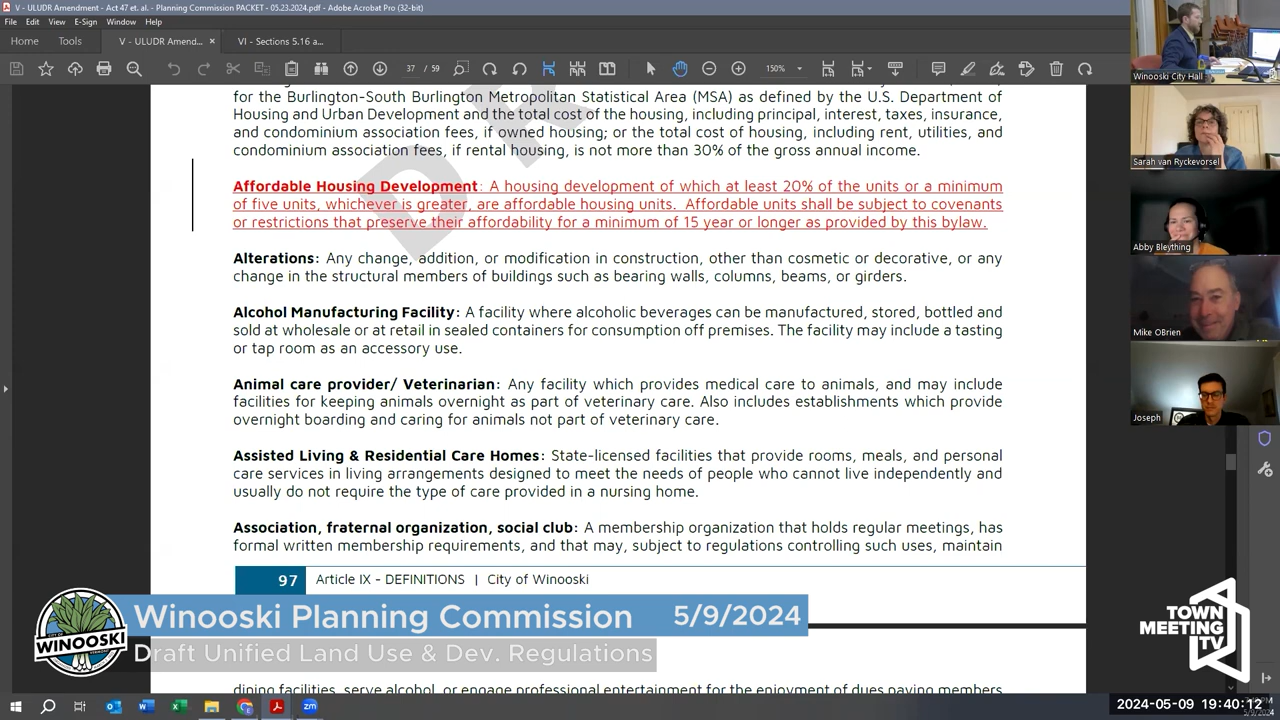 V - ULUDR Amendment - Act 47 et. al. - Planning Commission PACKET - 05.23.2024.pdf - Adobe Acrobat Pro (32-bit)
File Edit View E-Sign Window Help
Home Tools V - ULUDR Amend... × VI - Sections 5.16 a...
37 / 59 150%
for the Burlington-South Burlington Metropolitan Statistical Area (MSA) as defined by the U.S. Department of
Housing and Urban Development and the total cost of the housing, including principal, interest, taxes, insurance,
and condominium association fees, if owned housing; or the total cost of housing, including rent, utilities, and
condominium association fees, if rental housing, is not more than 30% of the gross annual income.
Affordable Housing Development: A housing development of which at least 20% of the units or a minimum
of five units, whichever is greater, are affordable housing units. Affordable units shall be subject to covenants
or restrictions that preserve their affordability for a minimum of 15 year or longer as provided by this bylaw.
Alterations: Any change, addition, or modification in construction, other than cosmetic or decorative, or any
change in the structural members of buildings such as bearing walls, columns, beams, or girders.
Alcohol Manufacturing Facility: A facility where alcoholic beverages can be manufactured, stored, bottled and
sold at wholesale or at retail in sealed containers for consumption off premises. The facility may include a tasting
or tap room as an accessory use.
Animal care provider/ Veterinarian: Any facility which provides medical care to animals, and may include
facilities for keeping animals overnight as part of veterinary care. Also includes establishments which provide
overnight boarding and caring for animals not part of veterinary care.
Assisted Living & Residential Care Homes: State-licensed facilities that provide rooms, meals, and personal
care services in living arrangements designed to meet the needs of people who cannot live independently and
usually do not require the type of care provided in a nursing home.
Association, fraternal organization, social club: A membership organization that holds regular meetings, has
formal written membership requirements, and that may, subject to regulations controlling such uses, maintain
97 Article IX - DEFINITIONS | City of Winooski
dining facilities, serve alcohol, or engage professional entertainment for the enjoyment of dues paying members
Winooski City Hall
Sarah van Ryckevorsel
Abby Bleything
Mike OBrien
Joseph
CITY OF
WINOOSKI
Winooski Planning Commission 5/9/2024
Draft Unified Land Use & Dev. Regulations
TOWN
MEETING
TV
2024-05-09 19:40:12